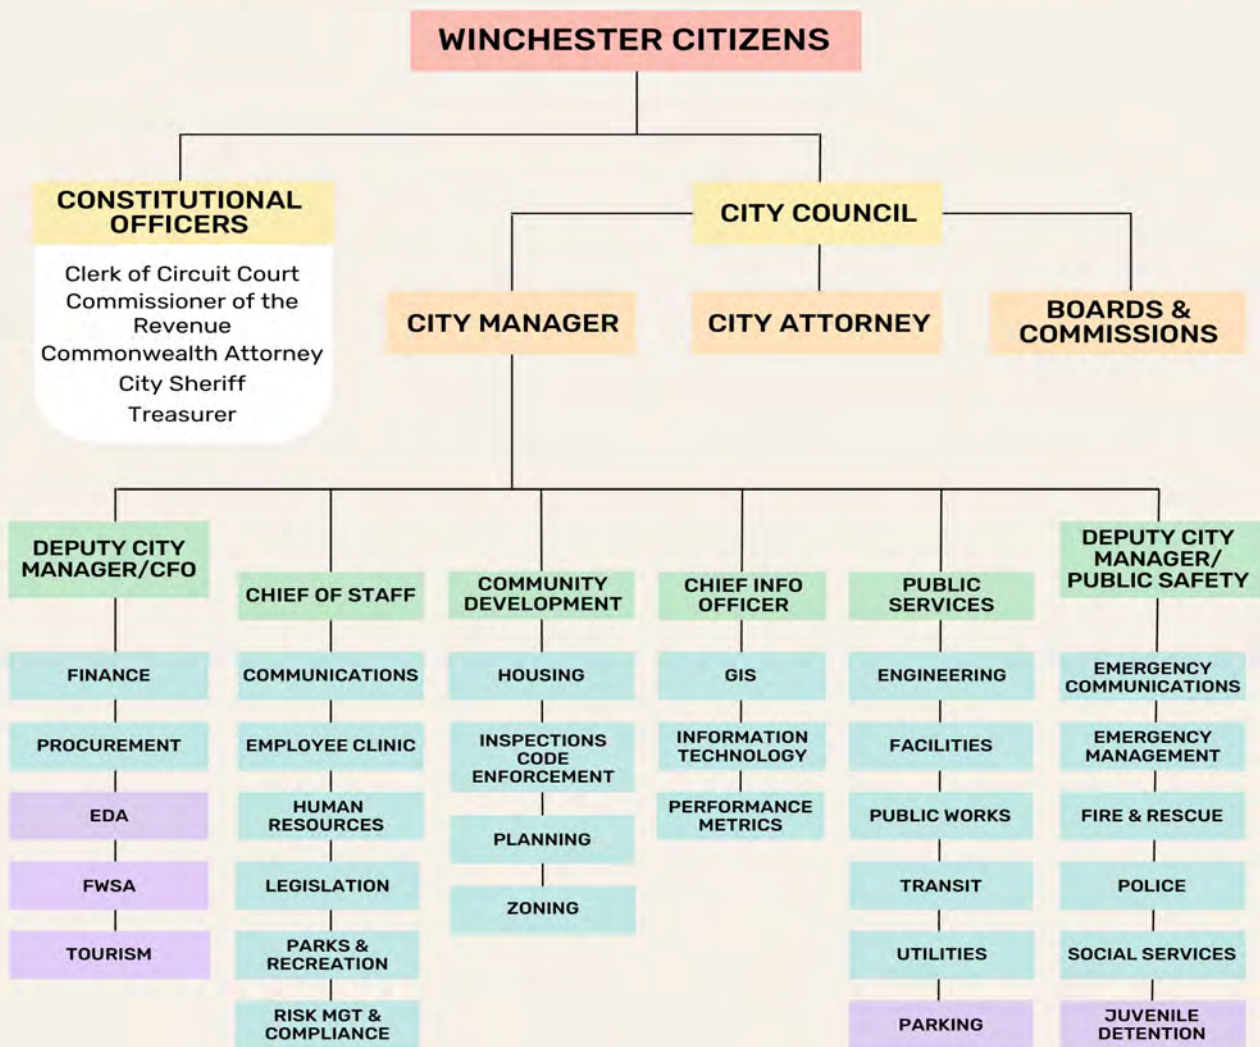 WINCHESTER CITIZENS
CONSTITUTIONAL
OFFICERS
Clerk of Circuit Court
Commissioner of the
Revenue
Commonwealth Attorney
City Sheriff
Treasurer
CITY COUNCIL
CITY MANAGER
CITY ATTORNEY
BOARDS &
COMMISSIONS
DEPUTY CITY
MANAGER/CFO
FINANCE
PROCUREMENT
EDA
FWSA
TOURISM
CHIEF OF STAFF
COMMUNICATIONS
EMPLOYEE CLINIC
HUMAN
RESOURCES
LEGISLATION
PARKS &
RECREATION
RISK MGT &
COMPLIANCE
COMMUNITY
DEVELOPMENT
HOUSING
INSPECTIONS
CODE
ENFORCEMENT
PLANNING
ZONING
CHIEF INFO
OFFICER
GIS
INFORMATION
TECHNOLOGY
PERFORMANCE
METRICS
PUBLIC
SERVICES
ENGINEERING
FACILITIES
PUBLIC WORKS
TRANSIT
UTILITIES
PARKING
DEPUTY CITY
MANAGER/
PUBLIC SAFETY
EMERGENCY
COMMUNICATIONS
EMERGENCY
MANAGEMENT
FIRE & RESCUE
POLICE
SOCIAL SERVICES
JUVENILE
DETENTION